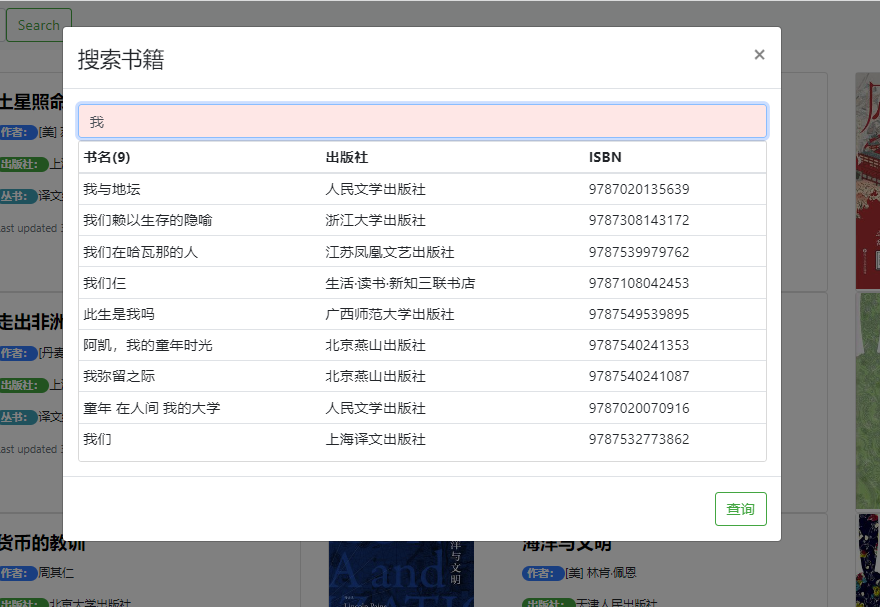 Search
搜索书籍
×
我
书名(9) 出版社 ISBN
我与地坛 人民文学出版社 9787020135639
我们赖以生存的隐喻 浙江大学出版社 9787308143172
我们在哈瓦那的人 江苏凤凰文艺出版社 9787539979762
我们仨 生活·读书·新知三联书店 9787108042453
此生是我吗 广西师范大学出版社 9787549539895
阿凯，我的童年时光 北京燕山出版社 9787540241353
我弥留之际 北京燕山出版社 9787540241087
童年 在人间 我的大学 人民文学出版社 9787020070916
我们 上海译文出版社 9787532773862
查询
土星照命
作者： [美]
出版社： 上
丛书： 译文
last updated 3
走出非洲
作者： [丹麦
出版社： 上
丛书： 译文
last updated 3
货币的教训
作者： 周其仁
出版社： 北京大学出版社
A and
洋与文明
Lincoln Paine
海洋与文明
作者： [美] 林肯·佩恩
出版社： 天津人民出版社